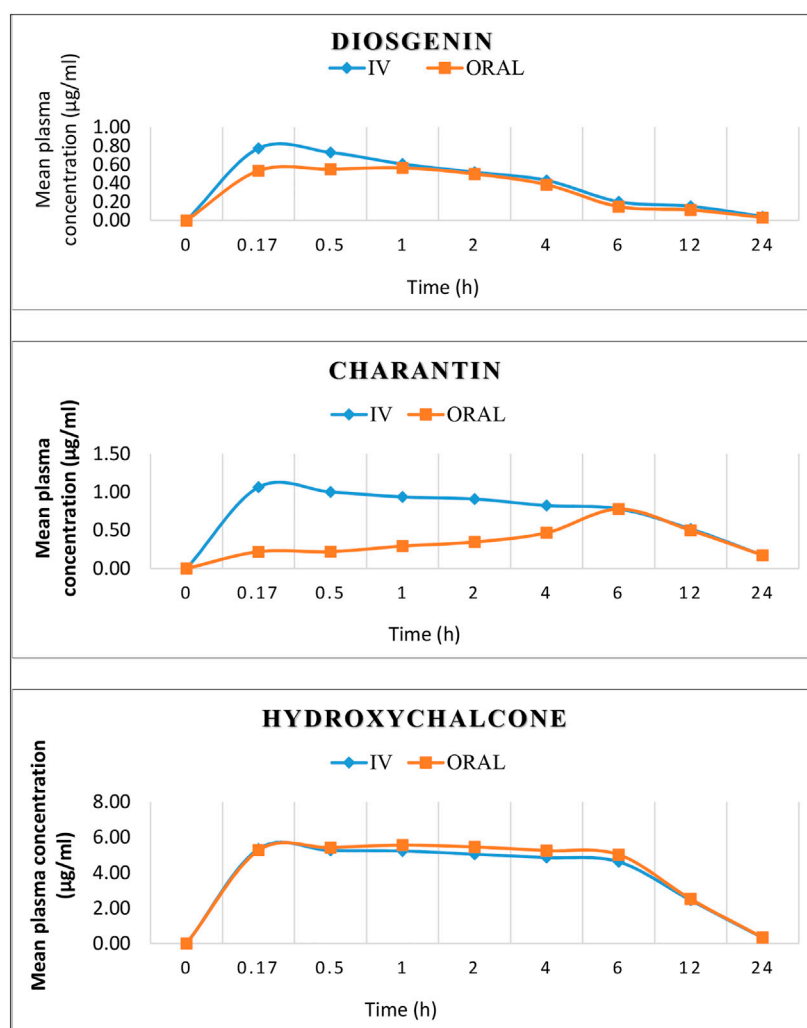 DIOSGENIN
IV ORAL
Mean plasma
concentration (µg/ml)
1.00
0.80
0.60
0.40
0.20
0.00
0 0.17 0.5 1 2 4 6 12 24
Time (h)
CHARANTIN
IV ORAL
Mean plasma
concentration (µg/ml)
1.50
1.00
0.50
0.00
0 0.17 0.5 1 2 4 6 12 24
Time (h)
HYDROXYCHALCONE
IV ORAL
Mean plasma concentration
(µg/ml)
8.00
6.00
4.00
2.00
0.00
0 0.17 0.5 1 2 4 6 12 24
Time (h)